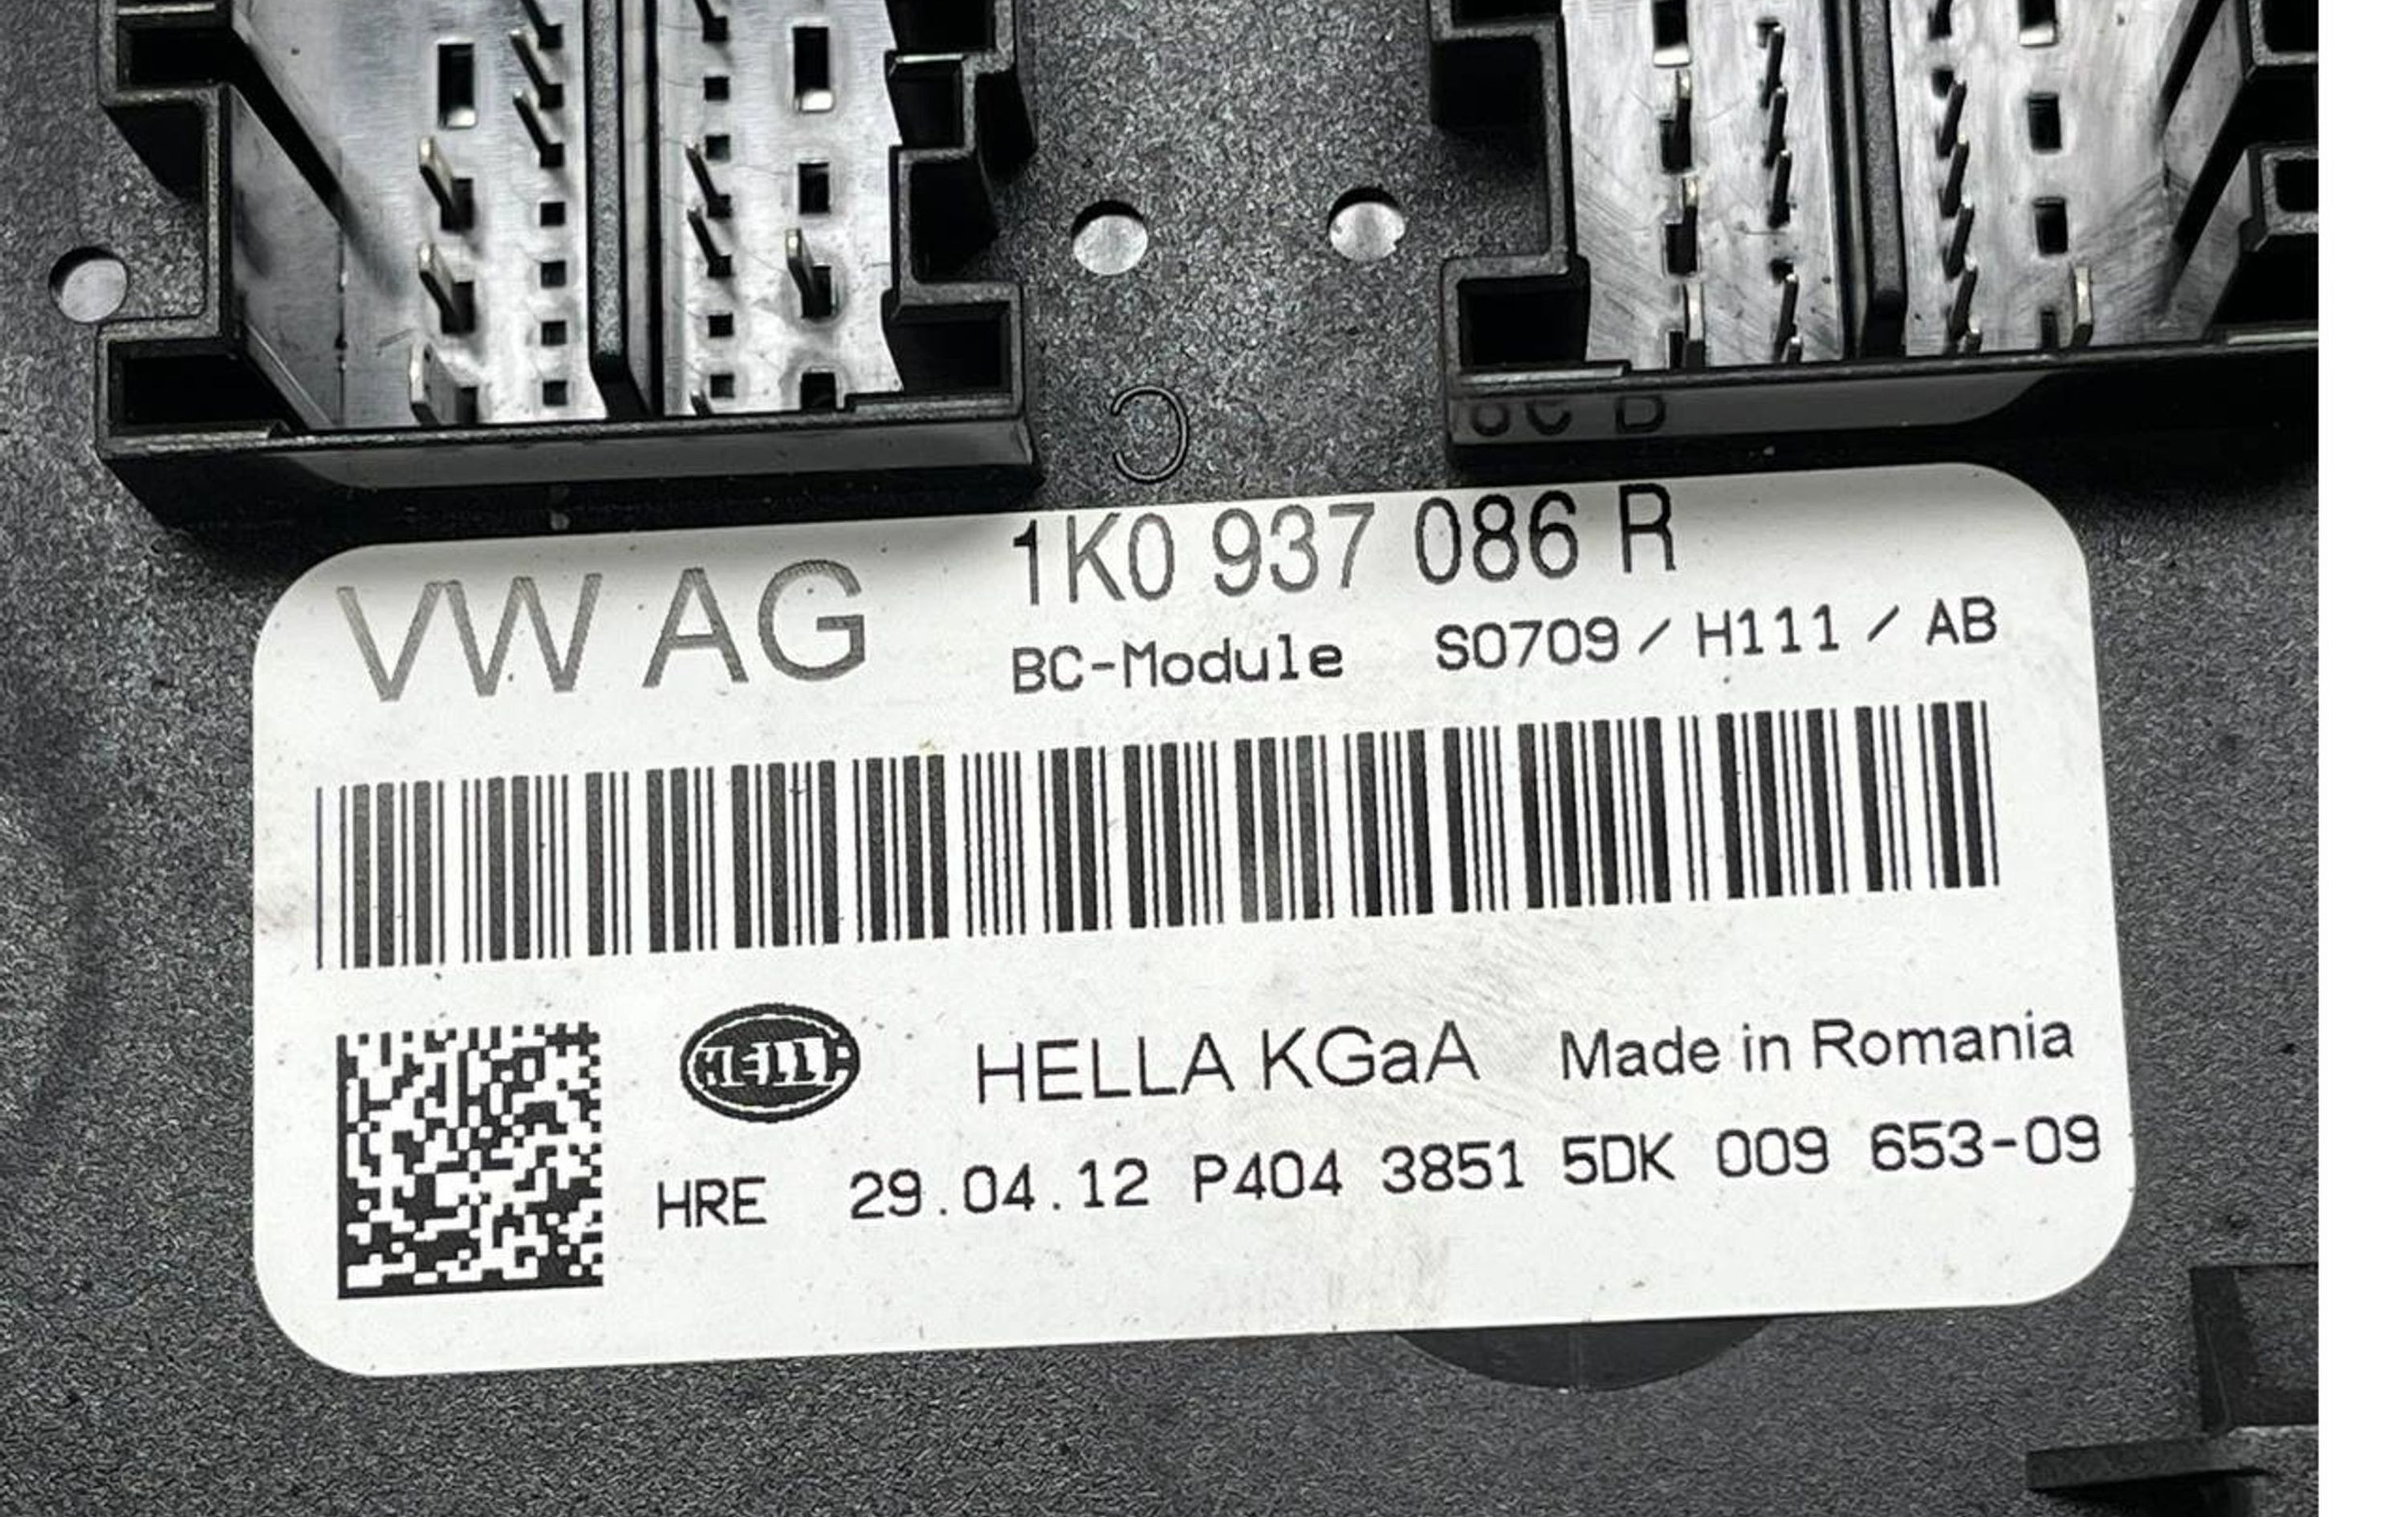 C
VW AG 1K0 937 086 R
BC-Module S0709 / H111 / AB
HELLA HELLA KGaA Made in Romania
HRE 29.04.12 P404 3851 5DK 009 653-09